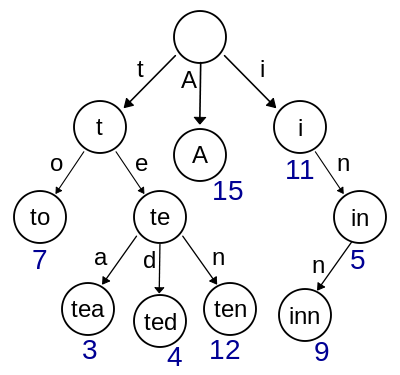 t A i
t A i
15 11
o e n
to te in
7 5
a d n n
tea ted ten inn
3 4 12 9